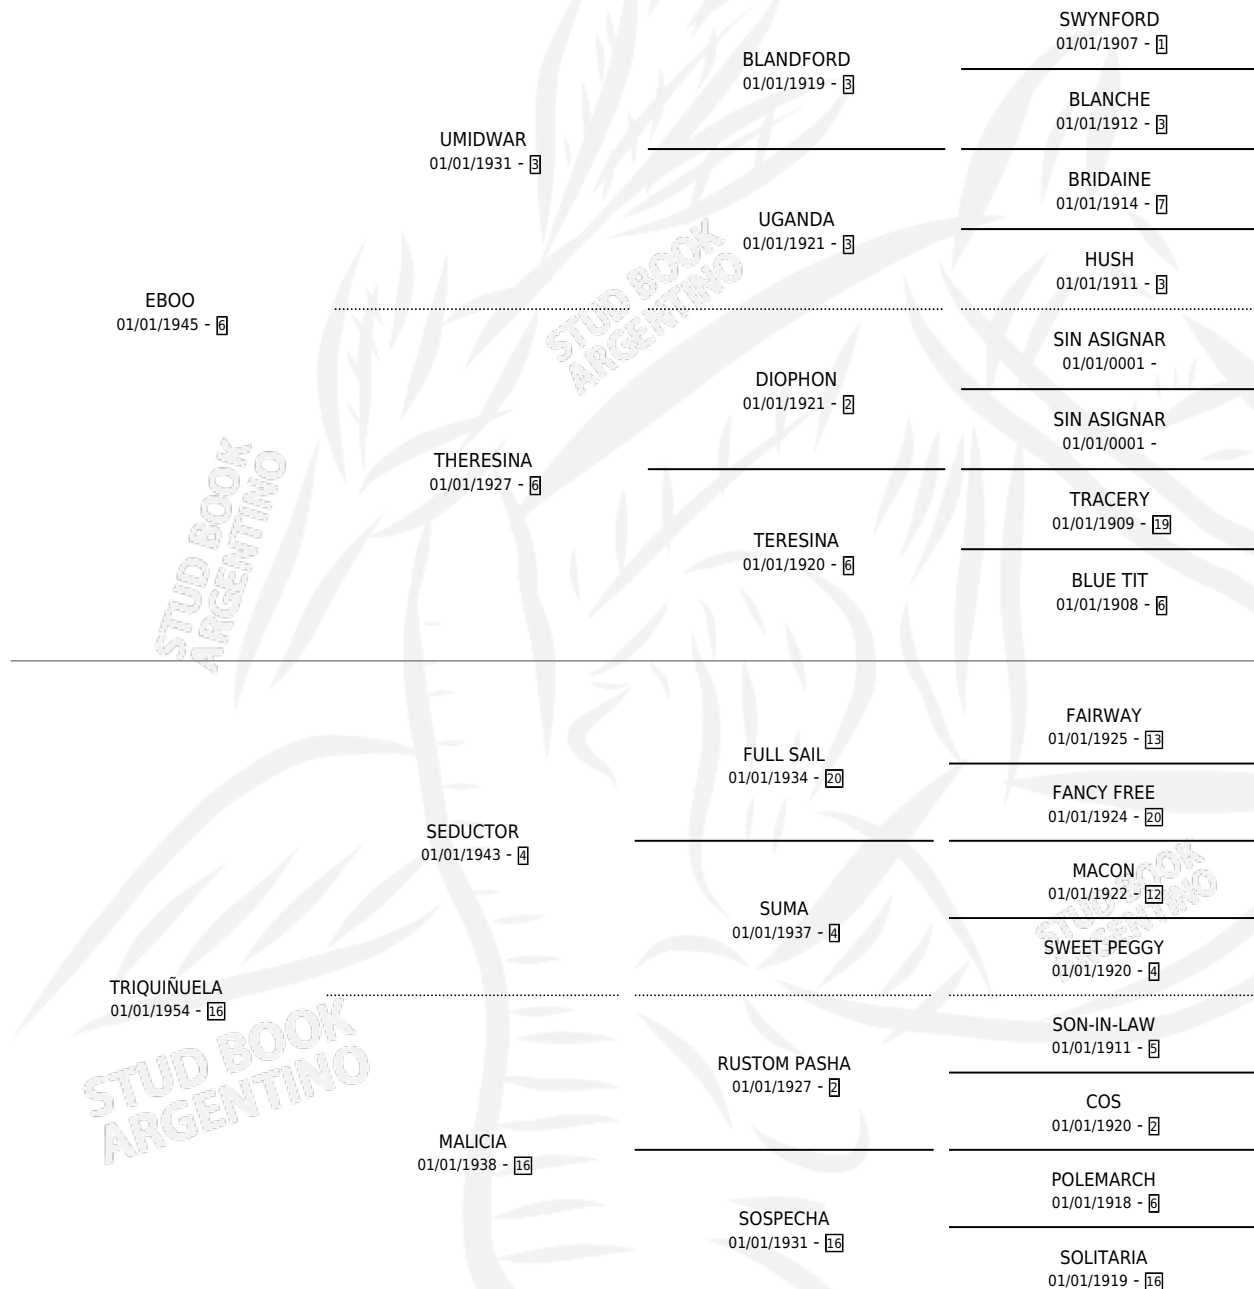 SWYNFORD
01/01/1907 - 1
BLANDFORD
01/01/1919 - 3
BLANCHE
01/01/1912 - 3
UMIDWAR
01/01/1931 - 3
BRIDAINE
01/01/1914 - 7
UGANDA
01/01/1921 - 3
HUSH
01/01/1911 - 3
EBOO
01/01/1945 - 6
SIN ASIGNAR
01/01/0001 -
DIOPHON
01/01/1921 - 2
SIN ASIGNAR
01/01/0001 -
THERESINA
01/01/1927 - 6
TRACERY
01/01/1909 - 19
TERESINA
01/01/1920 - 6
BLUE TIT
01/01/1908 - 6
FAIRWAY
01/01/1925 - 13
FULL SAIL
01/01/1934 - 20
FANCY FREE
01/01/1924 - 20
SEDUCTOR
01/01/1943 - 4
MACON
01/01/1922 - 12
SUMA
01/01/1937 - 4
SWEET PEGGY
01/01/1920 - 4
TRIQUIÑUELA
01/01/1954 - 16
SON-IN-LAW
01/01/1911 - 5
RUSTOM PASHA
01/01/1927 - 2
COS
01/01/1920 - 2
MALICIA
01/01/1938 - 16
POLEMARCH
01/01/1918 - 6
SOSPECHA
01/01/1931 - 16
SOLITARIA
01/01/1919 - 16
STUD BOOK
ARGENTINO
STUD BOOK
ARGENTINO
STUD BOOK
ARGENTINO
STUD BOOK
ARGENTINO